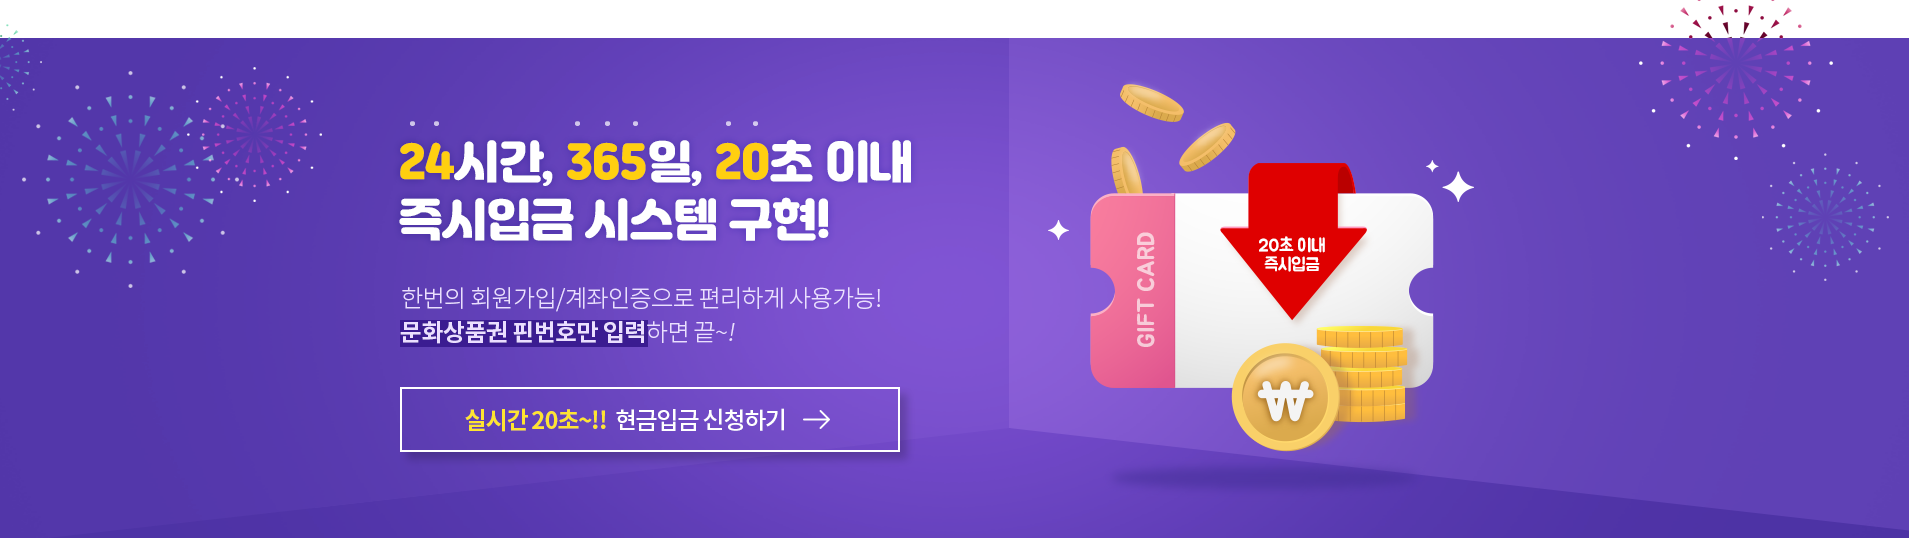 24시간, 365일, 20초 이내
즉시입금 시스템 구현!
한번의 회원가입/계좌인증으로 편리하게 사용가능!
문화상품권 핀번호만 입력하면 끝~!
실시간 20초~!! 현금입금 신청하기
GIFT CARD
20초 이내
즉시입금
₩